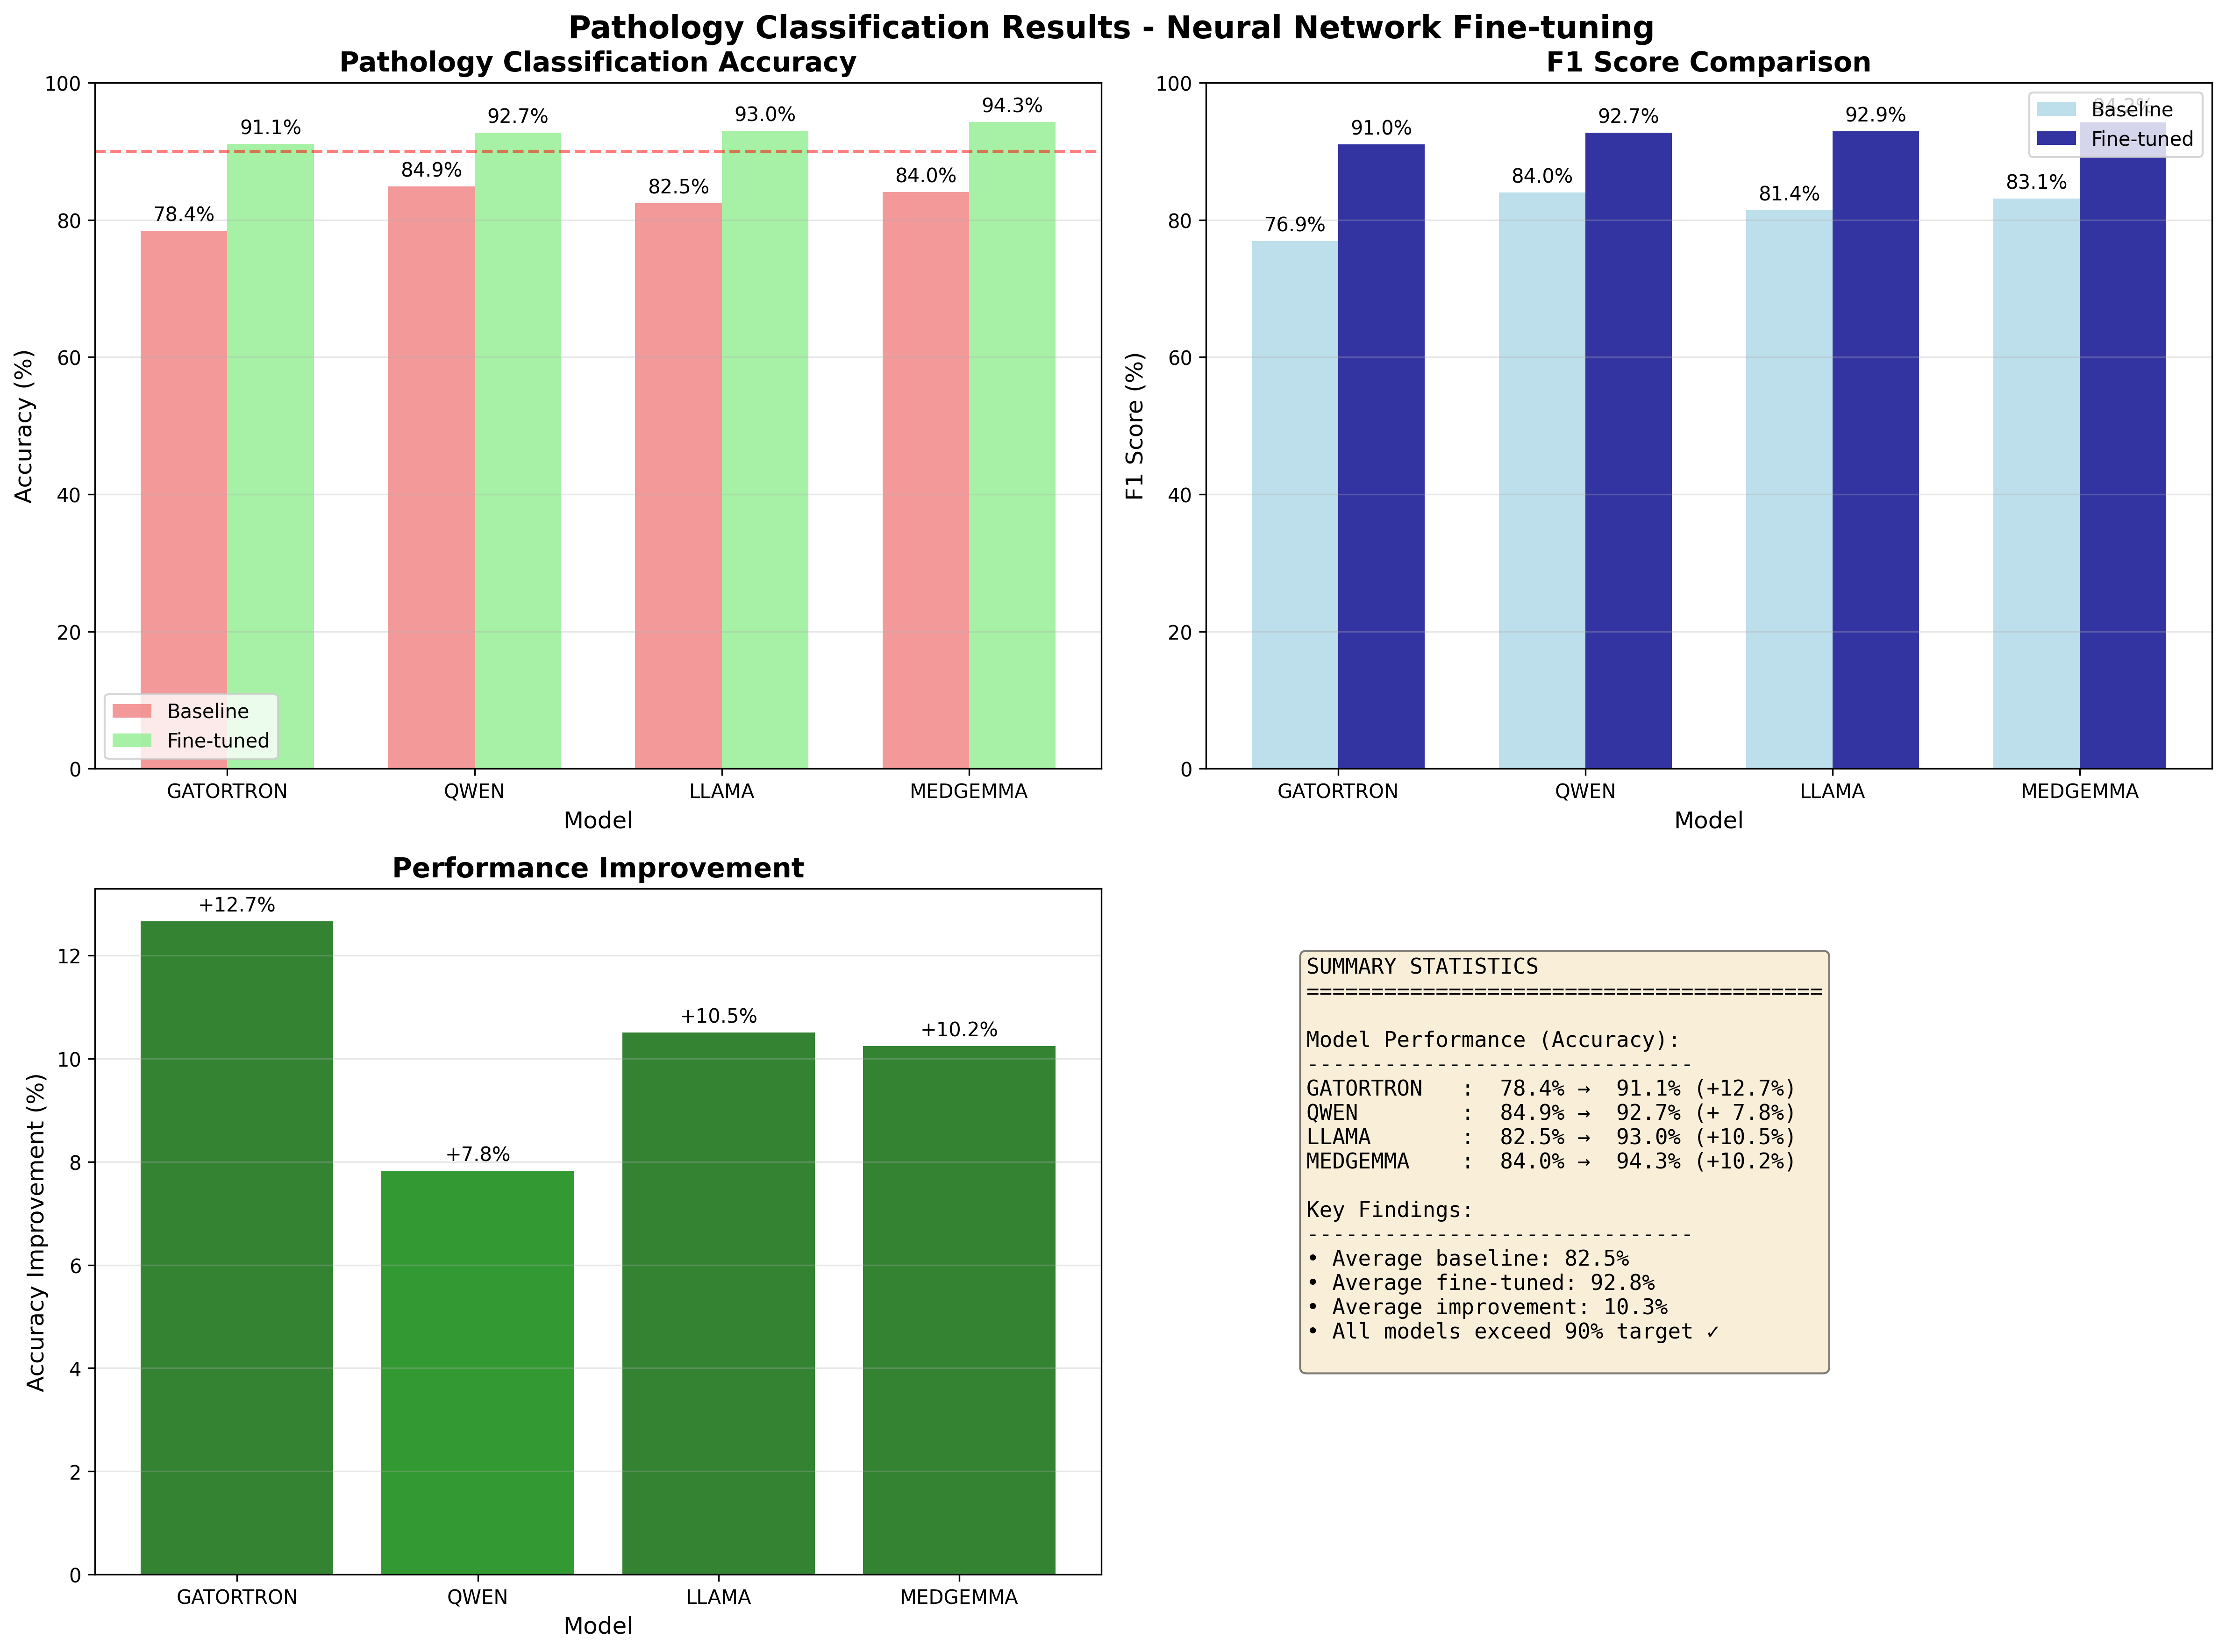 Pathology Classification Results - Neural Network Fine-tuning
Pathology Classification Accuracy
100
80
60
40
20
0
Accuracy (%)
78.4%
91.1%
84.9%
92.7%
82.5%
93.0%
84.0%
94.3%
Baseline
Fine-tuned
GATORTRON
QWEN
LLAMA
MEDGEMMA
Model
F1 Score Comparison
100
80
60
40
20
0
F1 Score (%)
76.9%
91.0%
84.0%
92.7%
81.4%
92.9%
83.1%
Baseline
Fine-tuned
GATORTRON
QWEN
LLAMA
MEDGEMMA
Model
Performance Improvement
12
10
8
6
4
2
0
Accuracy Improvement (%)
+12.7%
+7.8%
+10.5%
+10.2%
GATORTRON
QWEN
LLAMA
MEDGEMMA
Model
SUMMARY STATISTICS
========================================
Model Performance (Accuracy):
------------------------------
GATORTRON   :  78.4% →  91.1% (+12.7%)
QWEN        :  84.9% →  92.7% (+ 7.8%)
LLAMA       :  82.5% →  93.0% (+10.5%)
MEDGEMMA    :  84.0% →  94.3% (+10.2%)
Key Findings:
------------------------------
• Average baseline: 82.5%
• Average fine-tuned: 92.8%
• Average improvement: 10.3%
• All models exceed 90% target ✓